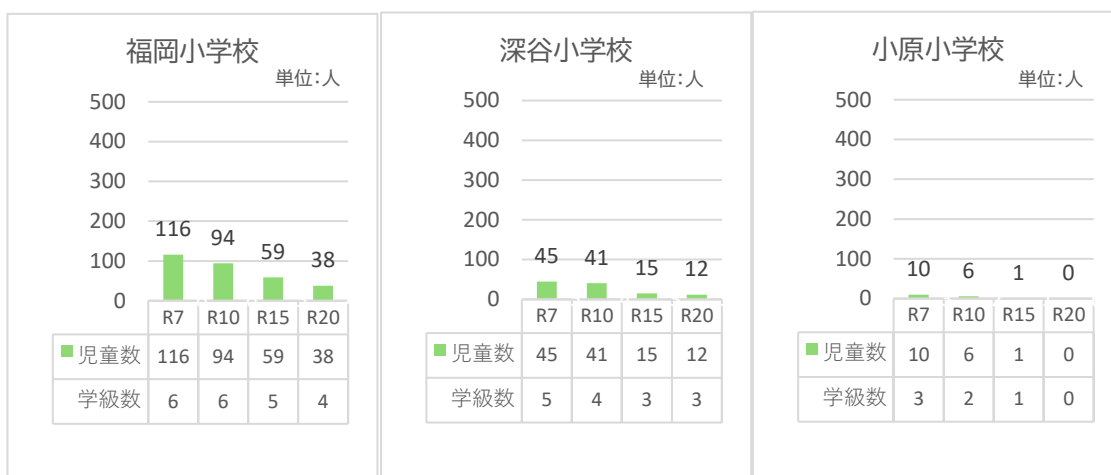 福岡小学校
単位：人
500
400
300
200
100
0
116 94 59 38
R7 R10 R15 R20
児童数 116 94 59 38
学級数 6 6 5 4
深谷小学校
単位：人
500
400
300
200
100
0
45 41 15 12
R7 R10 R15 R20
児童数 45 41 15 12
学級数 5 4 3 3
小原小学校
単位：人
500
400
300
200
100
0
10 6 1 0
R7 R10 R15 R20
児童数 10 6 1 0
学級数 3 2 1 0